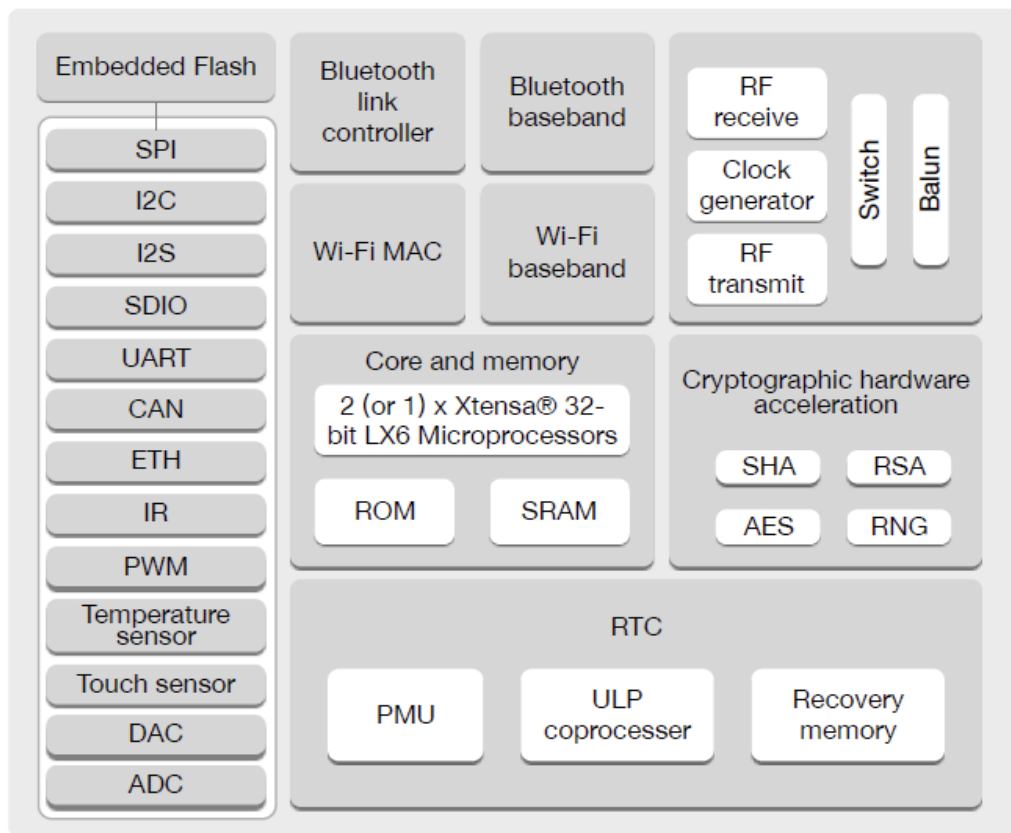 Embedded Flash
SPI
I2C
I2S
SDIO
UART
CAN
ETH
IR
PWM
Temperature
sensor
Touch sensor
DAC
ADC
Bluetooth
link
controller
Bluetooth
baseband
Wi-Fi MAC
Wi-Fi
baseband
RF
receive
Clock
generator
RF
transmit
Switch
Balun
Core and memory
2 (or 1) x Xtensa® 32-
bit LX6 Microprocessors
ROM
SRAM
Cryptographic hardware
acceleration
SHA
RSA
AES
RNG
RTC
PMU
ULP
coprocesser
Recovery
memory